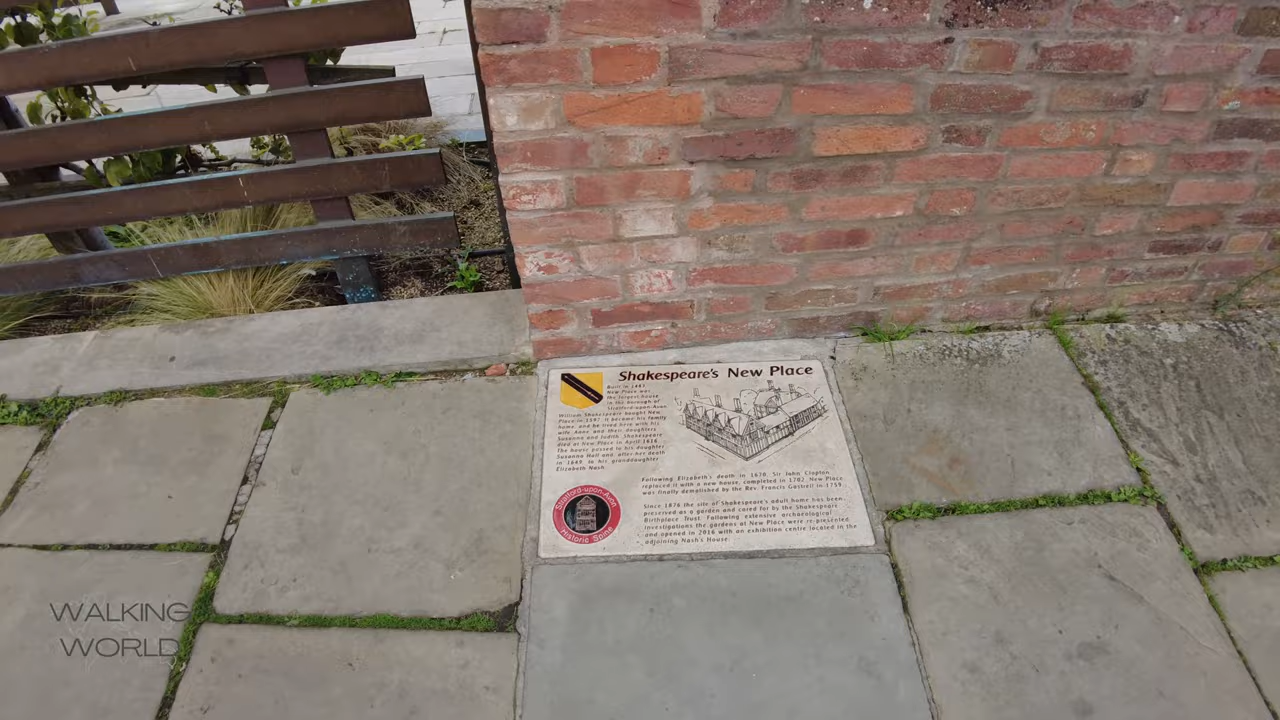 Shakespeare's New Place
Built in 1483,
New Place was
the largest house
in the borough of
Stratford-upon-Avon.
William Shakespeare bought New
Place in 1597. It became his family
home, and he lived here with his
wife Anne and their daughters
Susanna and Judith. Shakespeare
died at New Place in April 1616.
The house passed to his daughter
Susanna Hall and, after her death
in 1649, to his granddaughter
Elizabeth Nash.
Following Elizabeth's death in 1670, Sir John Clopton
replaced it with a new house, completed in 1702. New Place
was finally demolished by the Rev. Francis Gastrell in 1759.
Since 1876 the site of Shakespeare's adult home has been
preserved as a garden and cared for by the Shakespeare
Birthplace Trust. Following extensive archaeological
investigations the gardens at New Place were re-presented
and opened in 2016 with an exhibition centre located in the
adjoining Nash's House.
Stratford-upon-Avon
Historic Spine
WALKING
WORLD